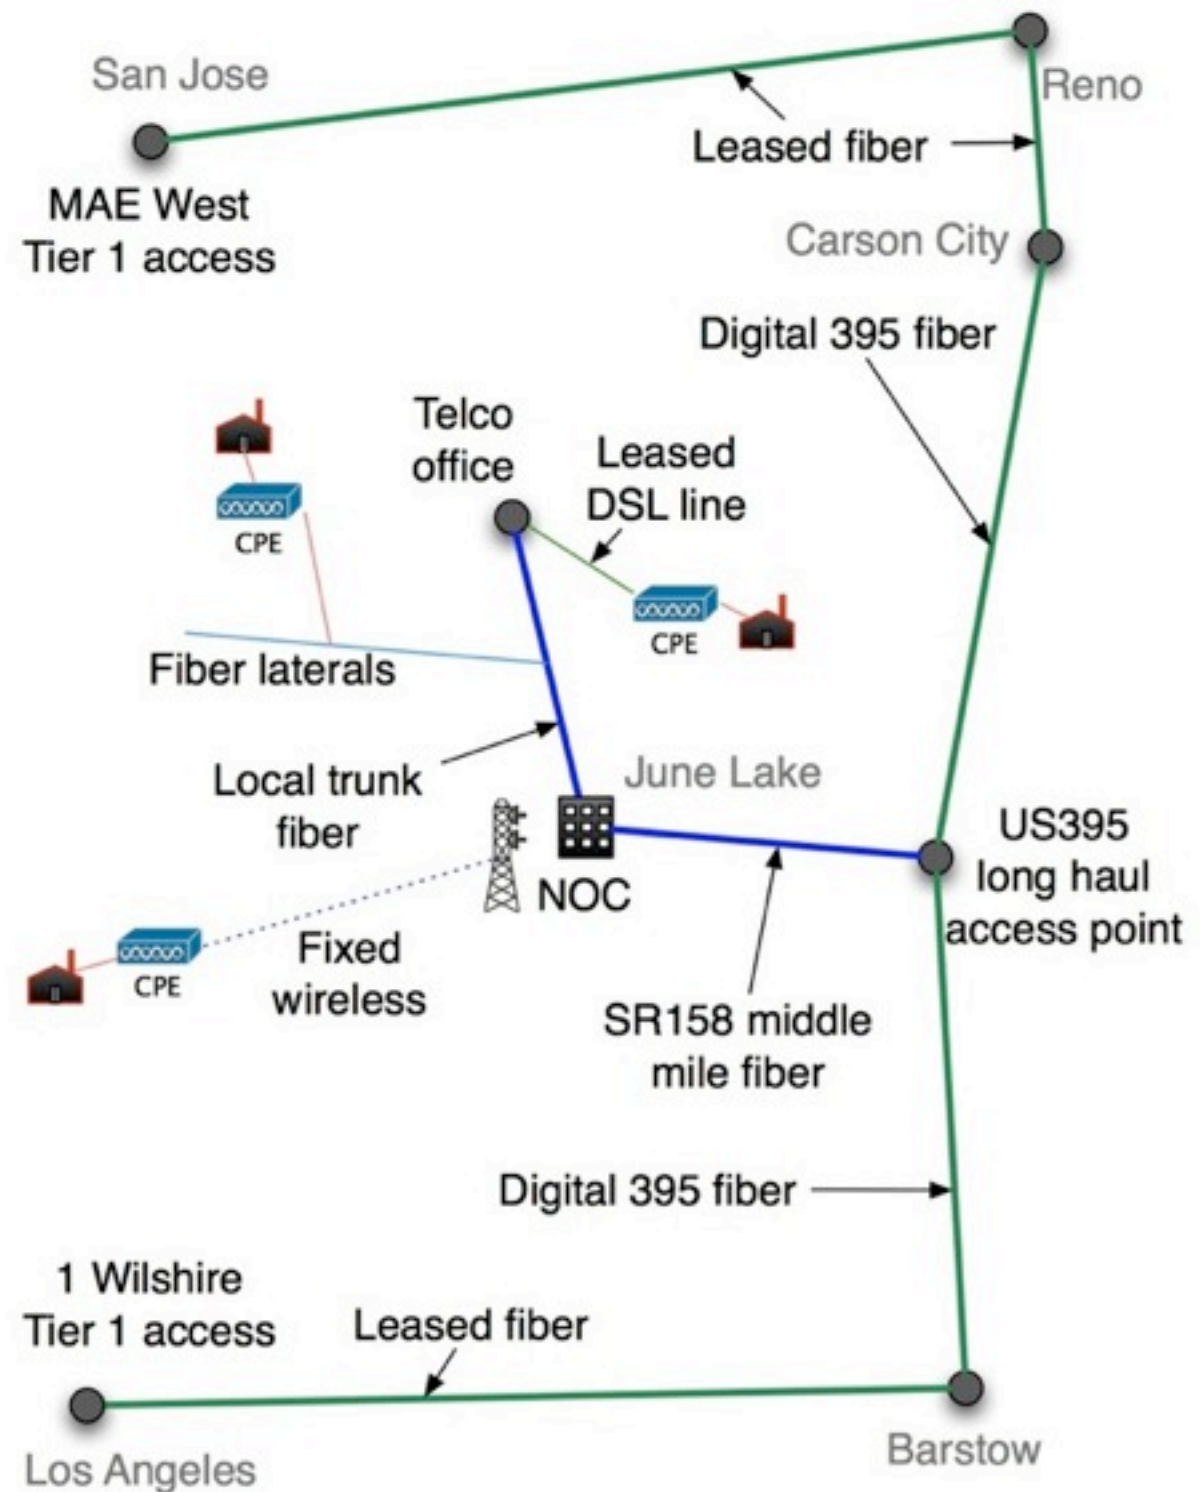 San Jose
Reno
Leased fiber
MAE West
Tier 1 access
Carson City
Digital 395 fiber
Telco
office
Leased
DSL line
CPE
CPE
Fiber laterals
Local trunk
fiber
June Lake
NOC
US395
long haul
access point
Fixed
wireless
CPE
SR158 middle
mile fiber
Digital 395 fiber
1 Wilshire
Tier 1 access
Leased fiber
Los Angeles
Barstow